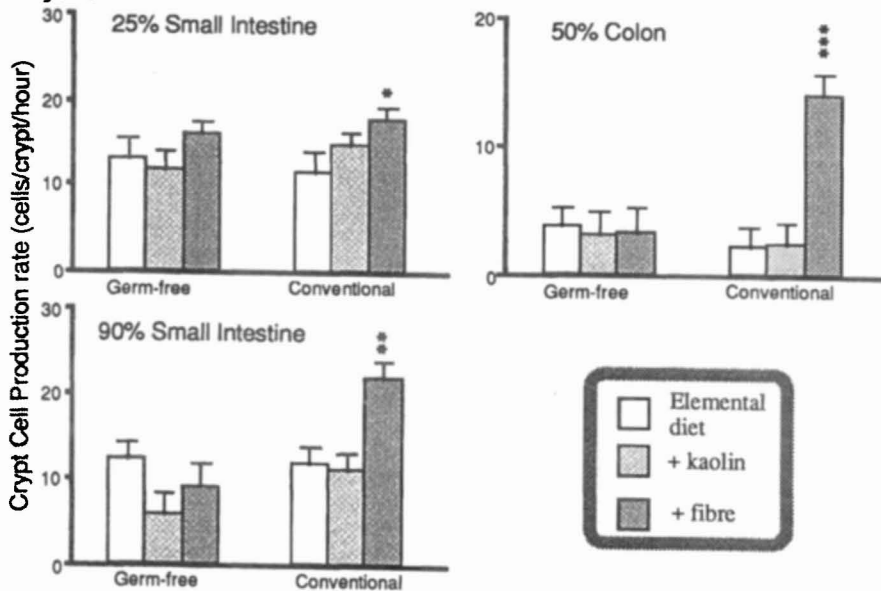 Crypt Cell Production rate (cells/crypt/hour)
30
25% Small Intestine
20
*
10
0
Germ-free
Conventional
20
50% Colon
***
10
0
Germ-free
Conventional
30
90% Small Intestine
**
20
10
0
Germ-free
Conventional
Elemental
diet
+ kaolin
+ fibre